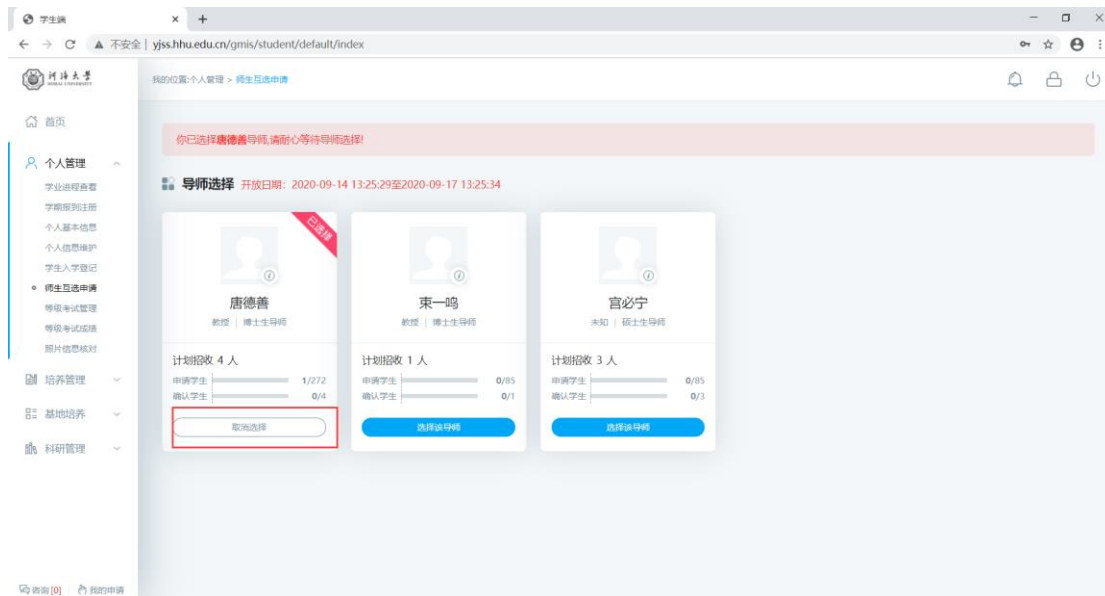 学生端
不安全 | yjss.hhu.edu.cn/gmis/student/default/index
河海大学
HOHAI UNIVERSITY
我的位置:个人管理 > 师生互选申请
首页
个人管理
学业进程查看
学期报到注册
个人基本信息
个人信息维护
学生入学登记
师生互选申请
等级考试管理
等级考试成绩
照片信息核对
培养管理
基地培养
科研管理
咨询[0] 我的申请
你已选择唐德善导师,请耐心等待导师选择!
导师选择 开放日期: 2020-09-14 13:25:29至2020-09-17 13:25:34
已选择
唐德善
教授 | 博士生导师
计划招收 4 人
申请学生 1/272
确认学生 0/4
取消选择
束一鸣
教授 | 博士生导师
计划招收 1 人
申请学生 0/85
确认学生 0/1
选择该导师
宫必宁
未知 | 硕士生导师
计划招收 3 人
申请学生 0/85
确认学生 0/3
选择该导师